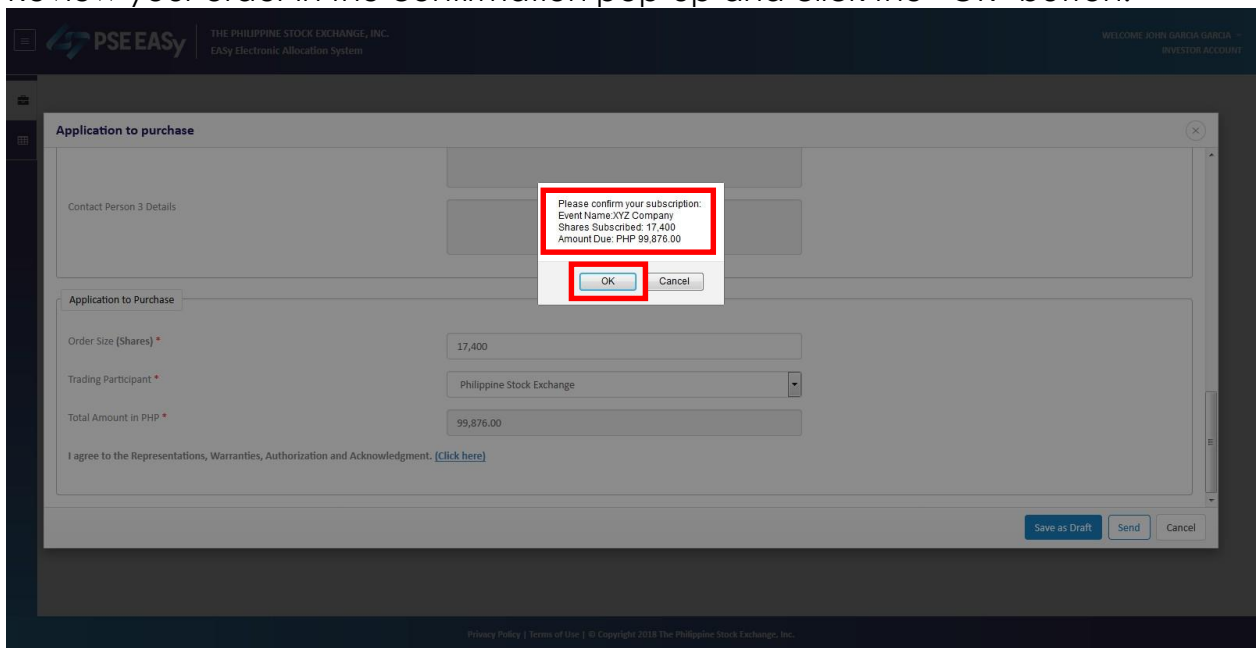 Review your order in the confirmation pop-up and click the "OK" button.
PSE EASy
THE PHILIPPINE STOCK EXCHANGE, INC.
EASy Electronic Allocation System
WELCOME JOHN GARCIA GARCIA
INVESTOR ACCOUNT
Application to purchase
Contact Person 3 Details
Please confirm your subscription:
Event Name:XYZ Company
Shares Subscribed: 17,400
Amount Due: PHP 99,876.00
OK
Cancel
Application to Purchase
Order Size (Shares) *
17,400
Trading Participant *
Philippine Stock Exchange
Total Amount in PHP *
99,876.00
I agree to the Representations, Warranties, Authorization and Acknowledgment. (Click here)
Save as Draft
Send
Cancel
Privacy Policy | Terms of Use | © Copyright 2018 The Philippine Stock Exchange, Inc.